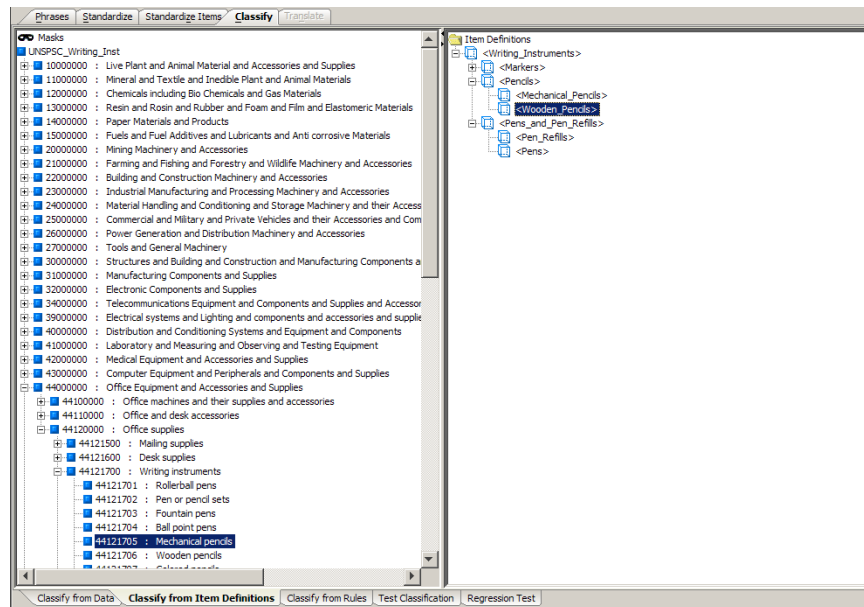 Phrases Standardize Standardize Items Classify Translate
Masks
UNSPSC_Writing_Inst
10000000 : Live Plant and Animal Material and Accessories and Supplies
11000000 : Mineral and Textile and Inedible Plant and Animal Materials
12000000 : Chemicals including Bio Chemicals and Gas Materials
13000000 : Resin and Rosin and Rubber and Foam and Film and Elastomeric Materials
14000000 : Paper Materials and Products
15000000 : Fuels and Fuel Additives and Lubricants and Anti corrosive Materials
20000000 : Mining Machinery and Accessories
21000000 : Farming and Fishing and Forestry and Wildlife Machinery and Accessories
22000000 : Building and Construction Machinery and Accessories
23000000 : Industrial Manufacturing and Processing Machinery and Accessories
24000000 : Material Handling and Conditioning and Storage Machinery and their Access
25000000 : Commercial and Military and Private Vehicles and their Accessories and Com
26000000 : Power Generation and Distribution Machinery and Accessories
27000000 : Tools and General Machinery
30000000 : Structures and Building and Construction and Manufacturing Components a
31000000 : Manufacturing Components and Supplies
32000000 : Electronic Components and Supplies
34000000 : Telecommunications Equipment and Components and Supplies and Accessor
39000000 : Electrical systems and Lighting and components and accessories and supplie
40000000 : Distribution and Conditioning Systems and Equipment and Components
41000000 : Laboratory and Measuring and Observing and Testing Equipment
42000000 : Medical Equipment and Accessories and Supplies
43000000 : Computer Equipment and Peripherals and Components and Supplies
44000000 : Office Equipment and Accessories and Supplies
44100000 : Office machines and their supplies and accessories
44110000 : Office and desk accessories
44120000 : Office supplies
44121500 : Mailing supplies
44121600 : Desk supplies
44121700 : Writing instruments
44121701 : Rollerball pens
44121702 : Pen or pencil sets
44121703 : Fountain pens
44121704 : Ball point pens
44121705 : Mechanical pencils
44121706 : Wooden pencils
44121707 : Colored pencils
Item Definitions
<Writing_Instruments>
<Markers>
<Pencils>
<Mechanical_Pencils>
<Wooden_Pencils>
<Pens_and_Pen_Refills>
<Pen_Refills>
<Pens>
Classify from Data Classify from Item Definitions Classify from Rules Test Classification Regression Test